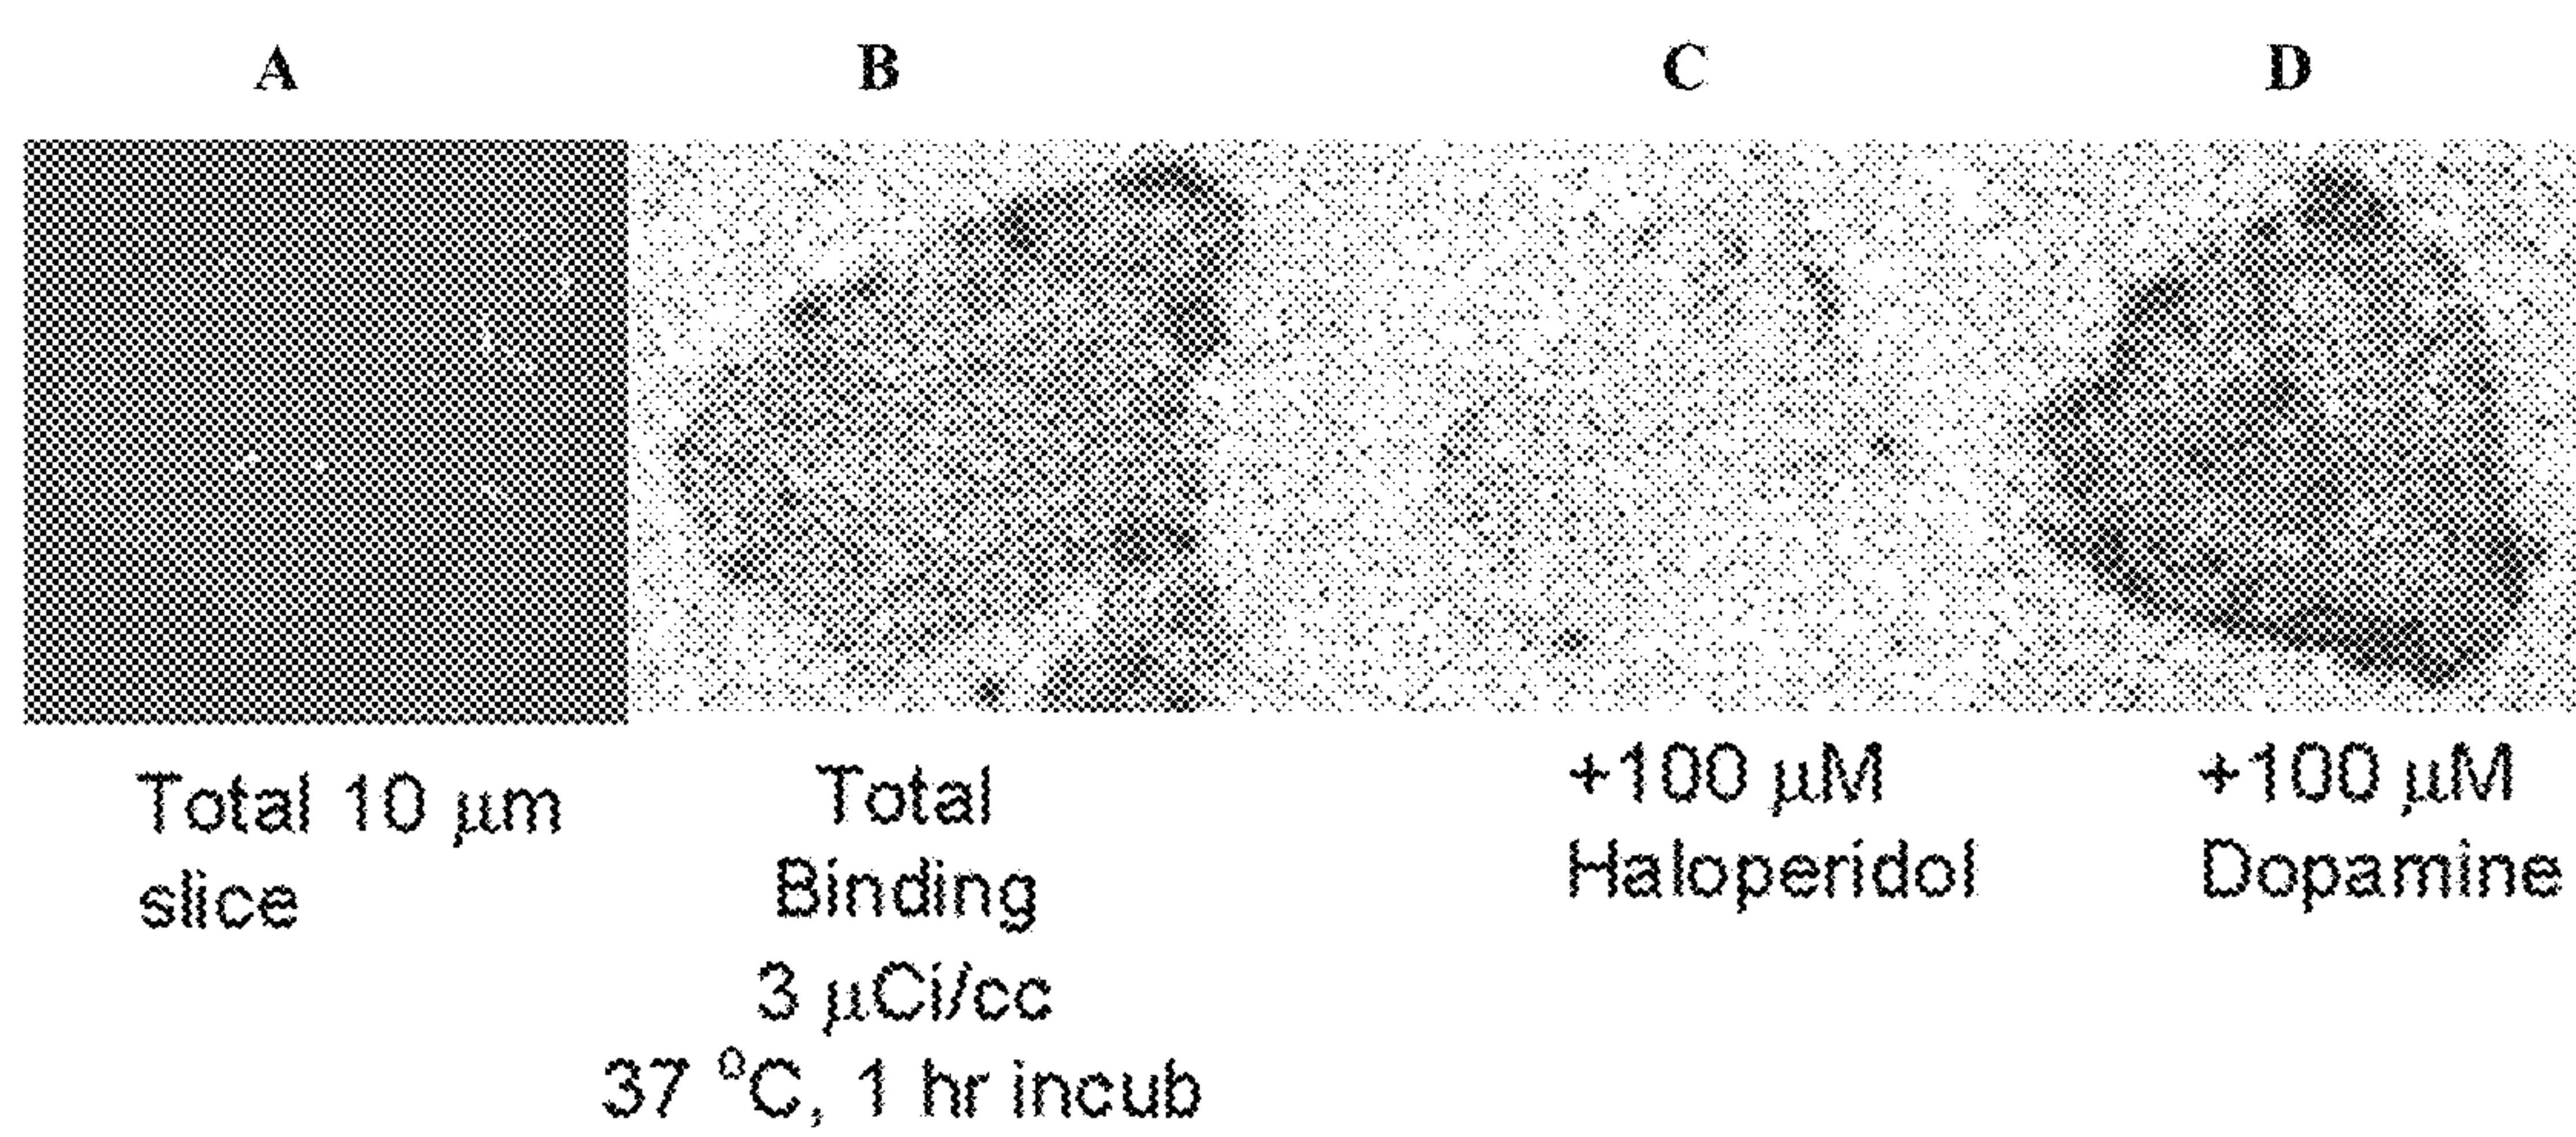 A B C D
Total 10 µm
slice
Total
Binding
3 µCi/cc
37 °C, 1 hr incub
+100 µM
Haloperidol
+100 µM
Dopamine